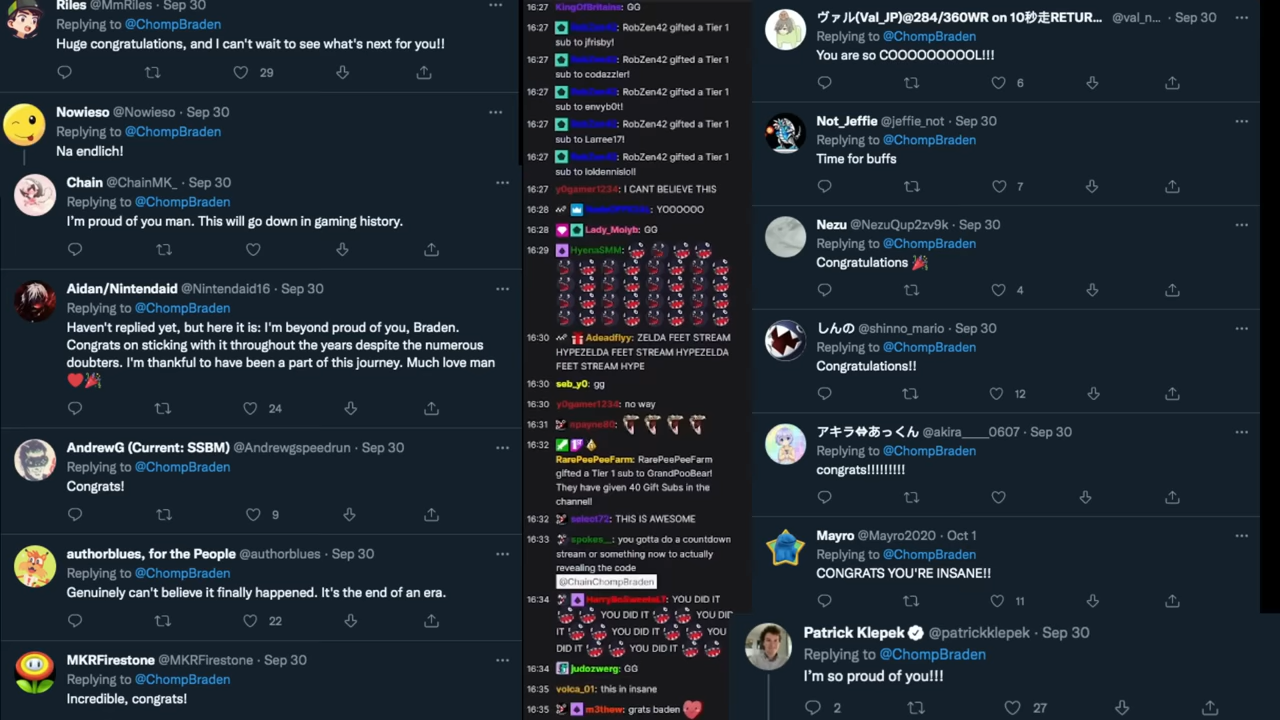 Riles @MmRiles · Sep 30
Replying to @ChompBraden
Huge congratulations, and I can't wait to see what's next for you!!
29
Nowieso @Nowieso · Sep 30
Replying to @ChompBraden
Na endlich!
Chain @ChainMK_ · Sep 30
Replying to @ChompBraden
I'm proud of you man. This will go down in gaming history.
Aidan/Nintendaid @Nintendaid16 · Sep 30
Replying to @ChompBraden
Haven't replied yet, but here it is: I'm beyond proud of you, Braden.
Congrats on sticking with it throughout the years despite the numerous
doubters. I'm thankful to have been a part of this journey. Much love man
❤️🎉
24
AndrewG (Current: SSBM) @Andrewgspeedrun · Sep 30
Replying to @ChompBraden
Congrats!
9
authorblues, for the People @authorblues · Sep 30
Replying to @ChompBraden
Genuinely can't believe it finally happened. It's the end of an era.
22
MKRFirestone @MKRFirestone · Sep 30
Replying to @ChompBraden
Incredible, congrats!
16:27 KingOfBritains: GG
16:27 RobZen42: RobZen42 gifted a Tier 1
sub to jfrisby!
16:27 RobZen42: RobZen42 gifted a Tier 1
sub to codazzler!
16:27 RobZen42: RobZen42 gifted a Tier 1
sub to envyb0t!
16:27 RobZen42: RobZen42 gifted a Tier 1
sub to Larree17!
16:27 RobZen42: RobZen42 gifted a Tier 1
sub to loldennislol!
16:27 y0gamer1234: I CANT BELIEVE THIS
16:28 YOOOOO
16:28 Lady_Moiyb: GG
16:29 HyenaSMM:
16:30 Adeadflyy: ZELDA FEET STREAM
HYPEZELDA FEET STREAM HYPEZELDA
FEET STREAM HYPE
16:30 seb_y0: gg
16:30 y0gamer1234: no way
16:31 spayne80:
16:32
RarePeePeeFarm: RarePeePeeFarm
gifted a Tier 1 sub to GrandPooBear!
They have given 40 Gift Subs in the
channel!
16:32 select72: THIS IS AWESOME
16:33 spokes__: you gotta do a countdown
stream or something now to actually
revealing the code
@ChainChompBraden
16:34 YOU DID IT
YOU DID IT YOU DID
IT YOU DID IT YOU
DID IT YOU DID IT
16:34 judozwerg: GG
16:35 volca_01: this in insane
16:35 m3thew: grats baden
ヴァル(Val_JP)@284/360WR on 10秒走RETUR... @val_n... · Sep 30
Replying to @ChompBraden
You are so COOOOOOOOOL!!!
6
Not_Jeffie @jeffie_not · Sep 30
Replying to @ChompBraden
Time for buffs
7
Nezu @NezuQup2zv9k · Sep 30
Replying to @ChompBraden
Congratulations 🎉
4
しんの @shinno_mario · Sep 30
Replying to @ChompBraden
Congratulations!!
12
アキラ⇔あっくん @akira____0607 · Sep 30
Replying to @ChompBraden
congrats!!!!!!!!!
Mayro @Mayro2020 · Oct 1
Replying to @ChompBraden
CONGRATS YOU'RE INSANE!!
11
Patrick Klepek @patrickklepek · Sep 30
Replying to @ChompBraden
I'm so proud of you!!!
2 27